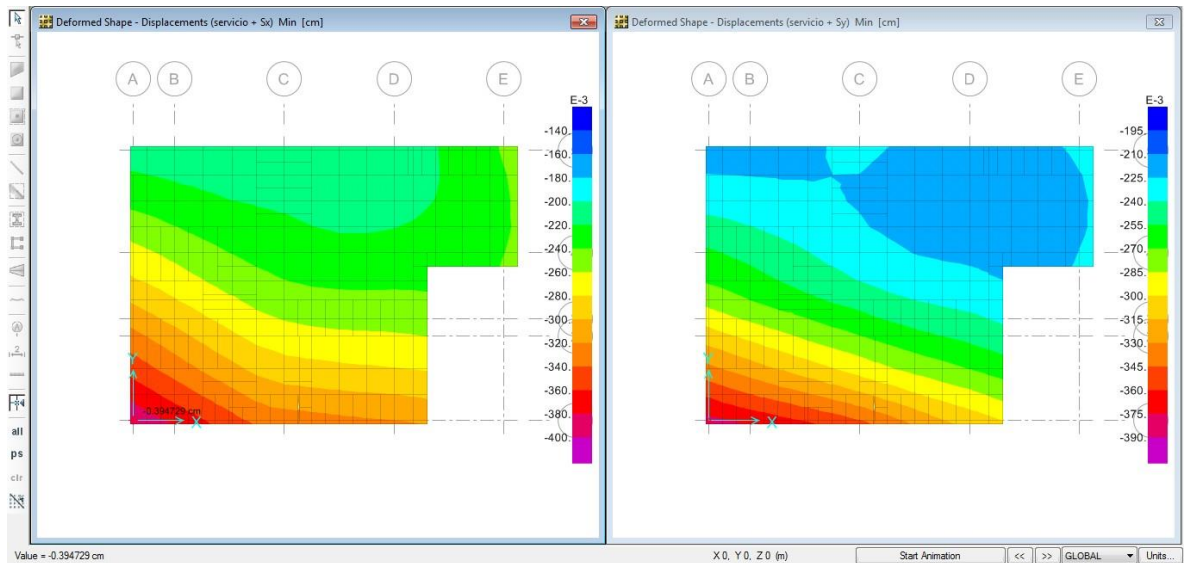 Deformed Shape - Displacements (servicio + Sx) Min [cm]
A B C D E
E-3
-140.
-160.
-180.
-200.
-220.
-240.
-260.
-280.
-300.
-320.
-340.
-360.
-380.
-400.
Y
-0.394729 cm
X
Deformed Shape - Displacements (servicio + Sy) Min [cm]
A B C D E
E-3
-195.
-210.
-225.
-240.
-255.
-270.
-285.
-300.
-315.
-330.
-345.
-360.
-375.
-390.
Y
X
all
ps
clr
Value = -0.394729 cm
X 0, Y 0, Z 0 (m)
Start Animation
<<
>>
GLOBAL
Units...